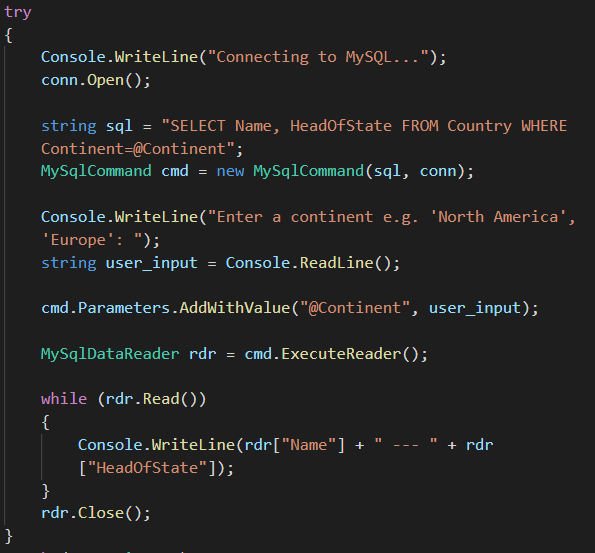 try
{
Console.WriteLine("Connecting to MySQL...");
conn.Open();
string sql = "SELECT Name, HeadOfState FROM Country WHERE
Continent=@Continent";
MySqlCommand cmd = new MySqlCommand(sql, conn);
Console.WriteLine("Enter a continent e.g. 'North America',
'Europe': ");
string user_input = Console.ReadLine();
cmd.Parameters.AddWithValue("@Continent", user_input);
MySqlDataReader rdr = cmd.ExecuteReader();
while (rdr.Read())
{
Console.WriteLine(rdr["Name"] + " --- " + rdr
["HeadOfState"]);
}
rdr.Close();
}